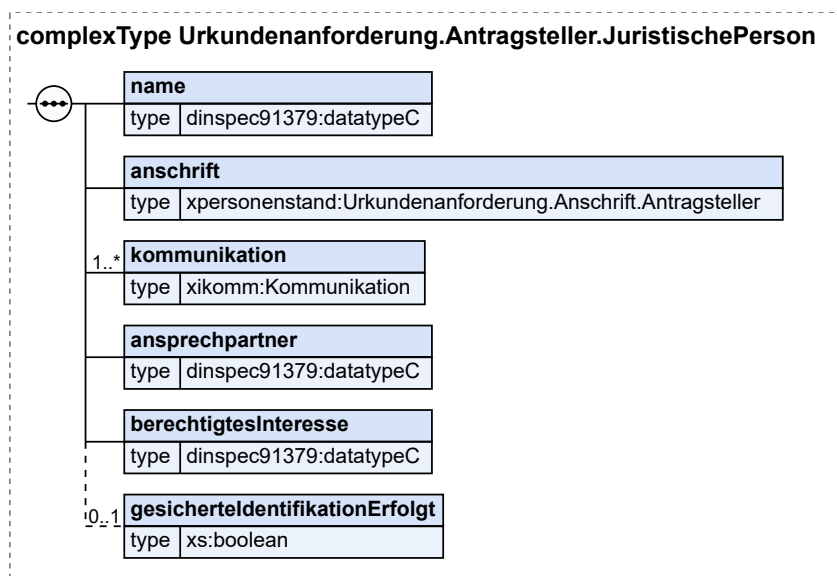 complexType Urkundenanforderung.Antragsteller.JuristischePerson
name
type dinspec91379:datatypeC
anschrift
type xpersonenstand:Urkundenanforderung.Anschrift.Antragsteller
1..* kommunikation
type xikomm:Kommunikation
ansprechpartner
type dinspec91379:datatypeC
berechtigtesInteresse
type dinspec91379:datatypeC
0..1 gesicherteIdentifikationErfolgt
type xs:boolean